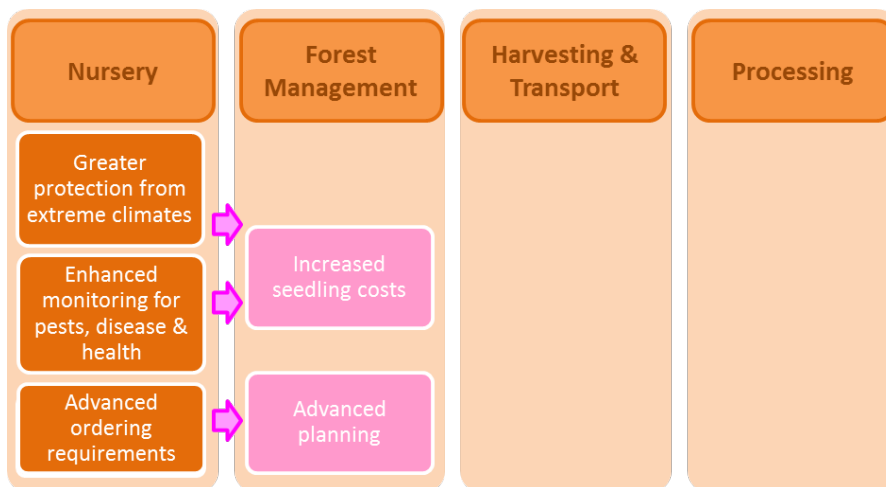 Nursery
Forest
Management
Harvesting &
Transport
Processing
Greater
protection from
extreme climates
Enhanced
monitoring for
pests, disease &
health
Advanced
ordering
requirements
Increased
seedling costs
Advanced
planning